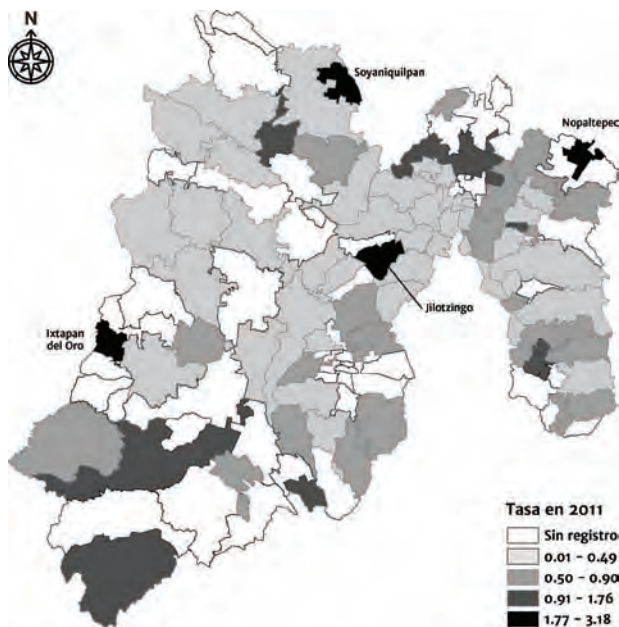 N
Soyaniquilpan
Nopaltepec
Jilotzingo
Ixtapan
del Oro
Tasa en 2011
Sin registro
0.01 - 0.49
0.50 - 0.90
0.91 - 1.76
1.77 - 3.18